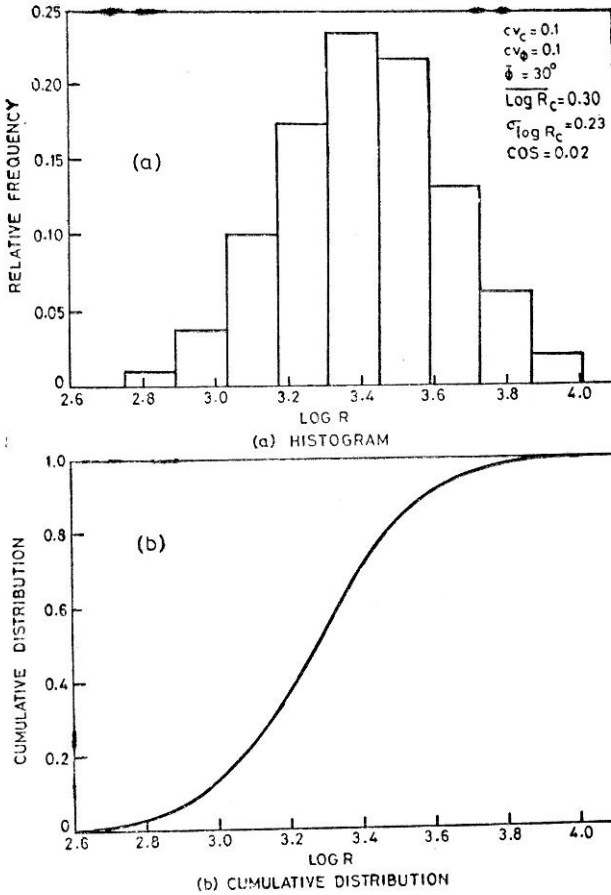 0.25
0.20
0.15
0.10
0.05
0
RELATIVE FREQUENCY
(a)
cv_c = 0.1
cv_ϕ = 0.1
ϕ̄ = 30°
Log R_C = 0.30
σ_log R_C = 0.23
COS = 0.02
2.6 2.8 3.0 3.2 3.4 3.6 3.8 4.0
LOG R
(a) HISTOGRAM
1.0
0.8
0.6
0.4
0.2
0
CUMULATIVE DISTRIBUTION
(b)
2.6 2.8 3.0 3.2 3.4 3.6 3.8 4.0
LOG R
(b) CUMULATIVE DISTRIBUTION